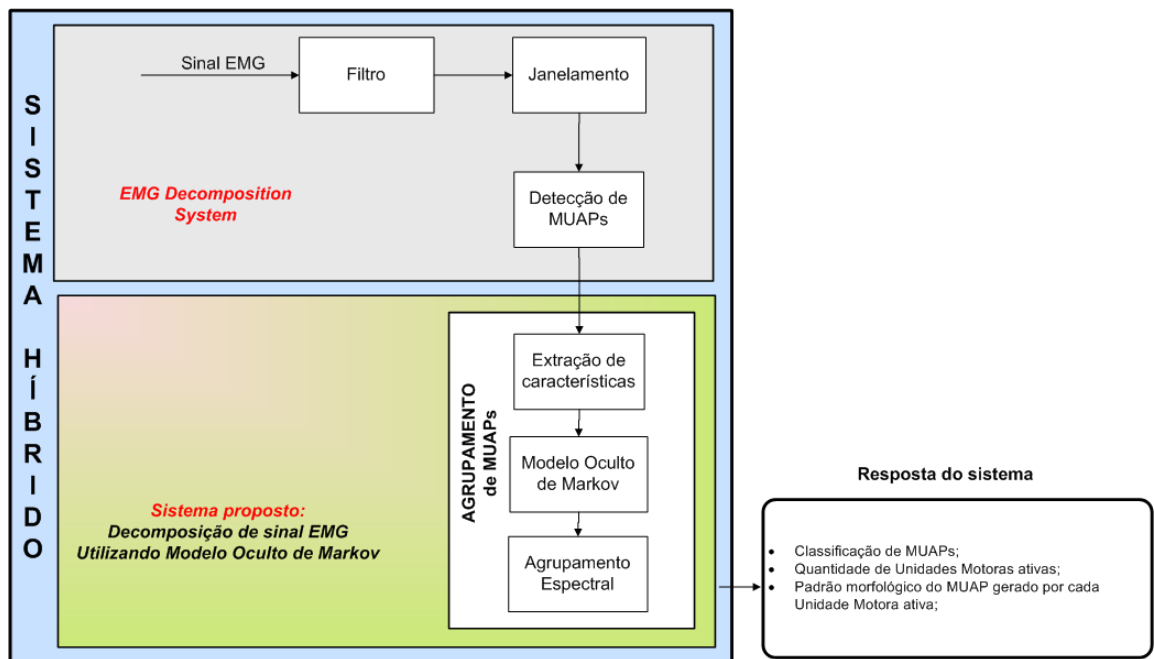 SISTEMA HÍBRIDO
Sinal EMG
Filtro
Janelamento
EMG Decomposition
System
Detecção de
MUAPs
AGRUPAMENTO
de MUAPs
Extração de
características
Modelo Oculto
de Markov
Agrupamento
Espectral
Sistema proposto:
Decomposição de sinal EMG
Utilizando Modelo Oculto de Markov
Resposta do sistema
• Classificação de MUAPs;
• Quantidade de Unidades Motoras ativas;
• Padrão morfológico do MUAP gerado por cada
Unidade Motora ativa;